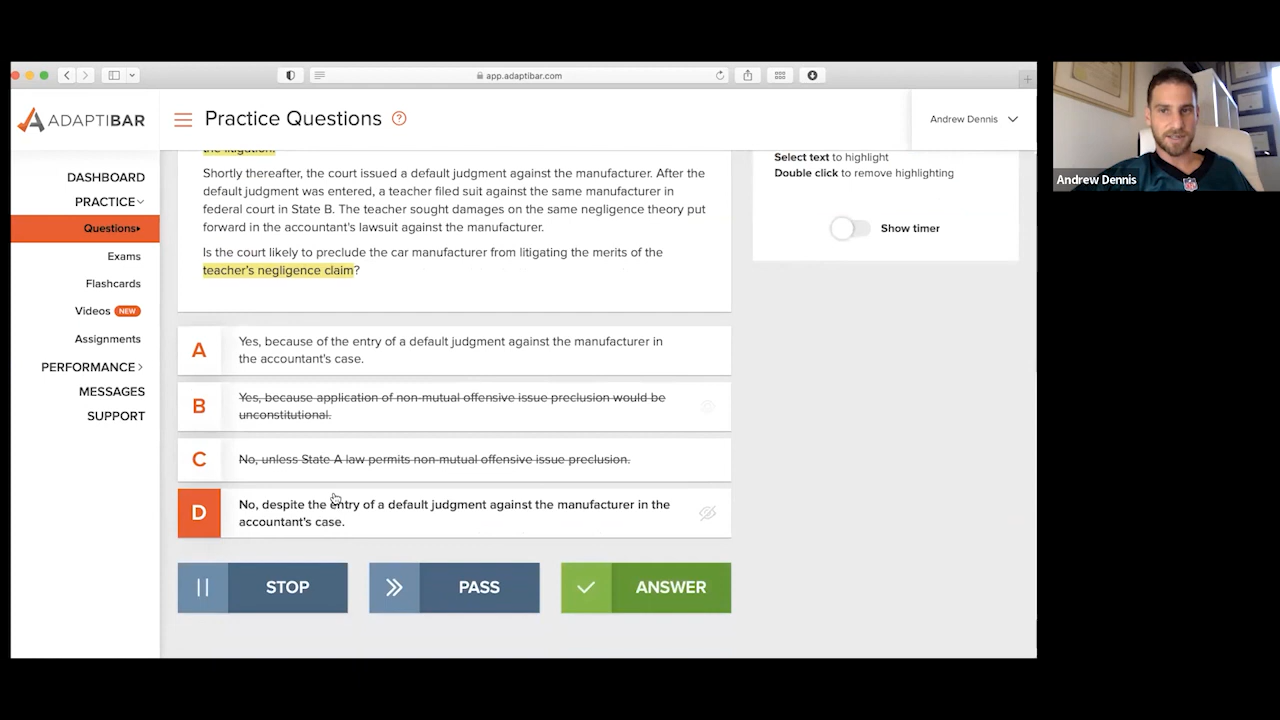 app.adaptibar.com
ADAPTIBAR
Practice Questions ?
Andrew Dennis
DASHBOARD
PRACTICE
Questions
Exams
Flashcards
Videos NEW
Assignments
PERFORMANCE
MESSAGES
SUPPORT
the litigation.
Shortly thereafter, the court issued a default judgment against the manufacturer. After the
default judgment was entered, a teacher filed suit against the same manufacturer in
federal court in State B. The teacher sought damages on the same negligence theory put
forward in the accountant's lawsuit against the manufacturer.
Is the court likely to preclude the car manufacturer from litigating the merits of the
teacher's negligence claim?
A
Yes, because of the entry of a default judgment against the manufacturer in
the accountant's case.
B
Yes, because application of non-mutual offensive issue preclusion would be
unconstitutional.
C
No, unless State A law permits non-mutual offensive issue preclusion.
D
No, despite the entry of a default judgment against the manufacturer in the
accountant's case.
STOP
PASS
ANSWER
Select text to highlight
Double click to remove highlighting
Show timer
Andrew Dennis